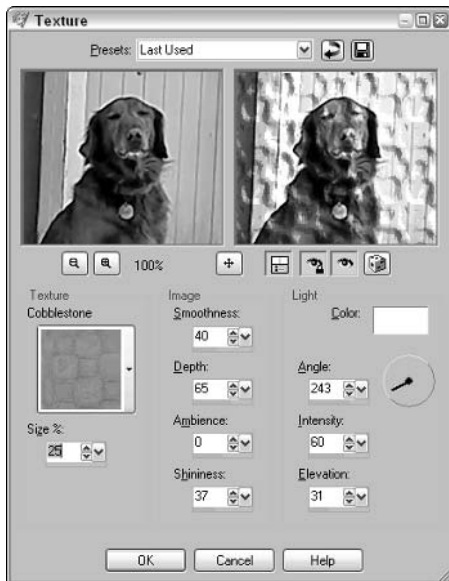 Texture
Presets: Last Used
100%
Texture
Cobblestone
Size %:
25
Image
Smoothness:
40
Depth:
65
Ambience:
0
Shininess:
37
Light
Color:
Angle:
243
Intensity:
60
Elevation:
31
OK Cancel Help